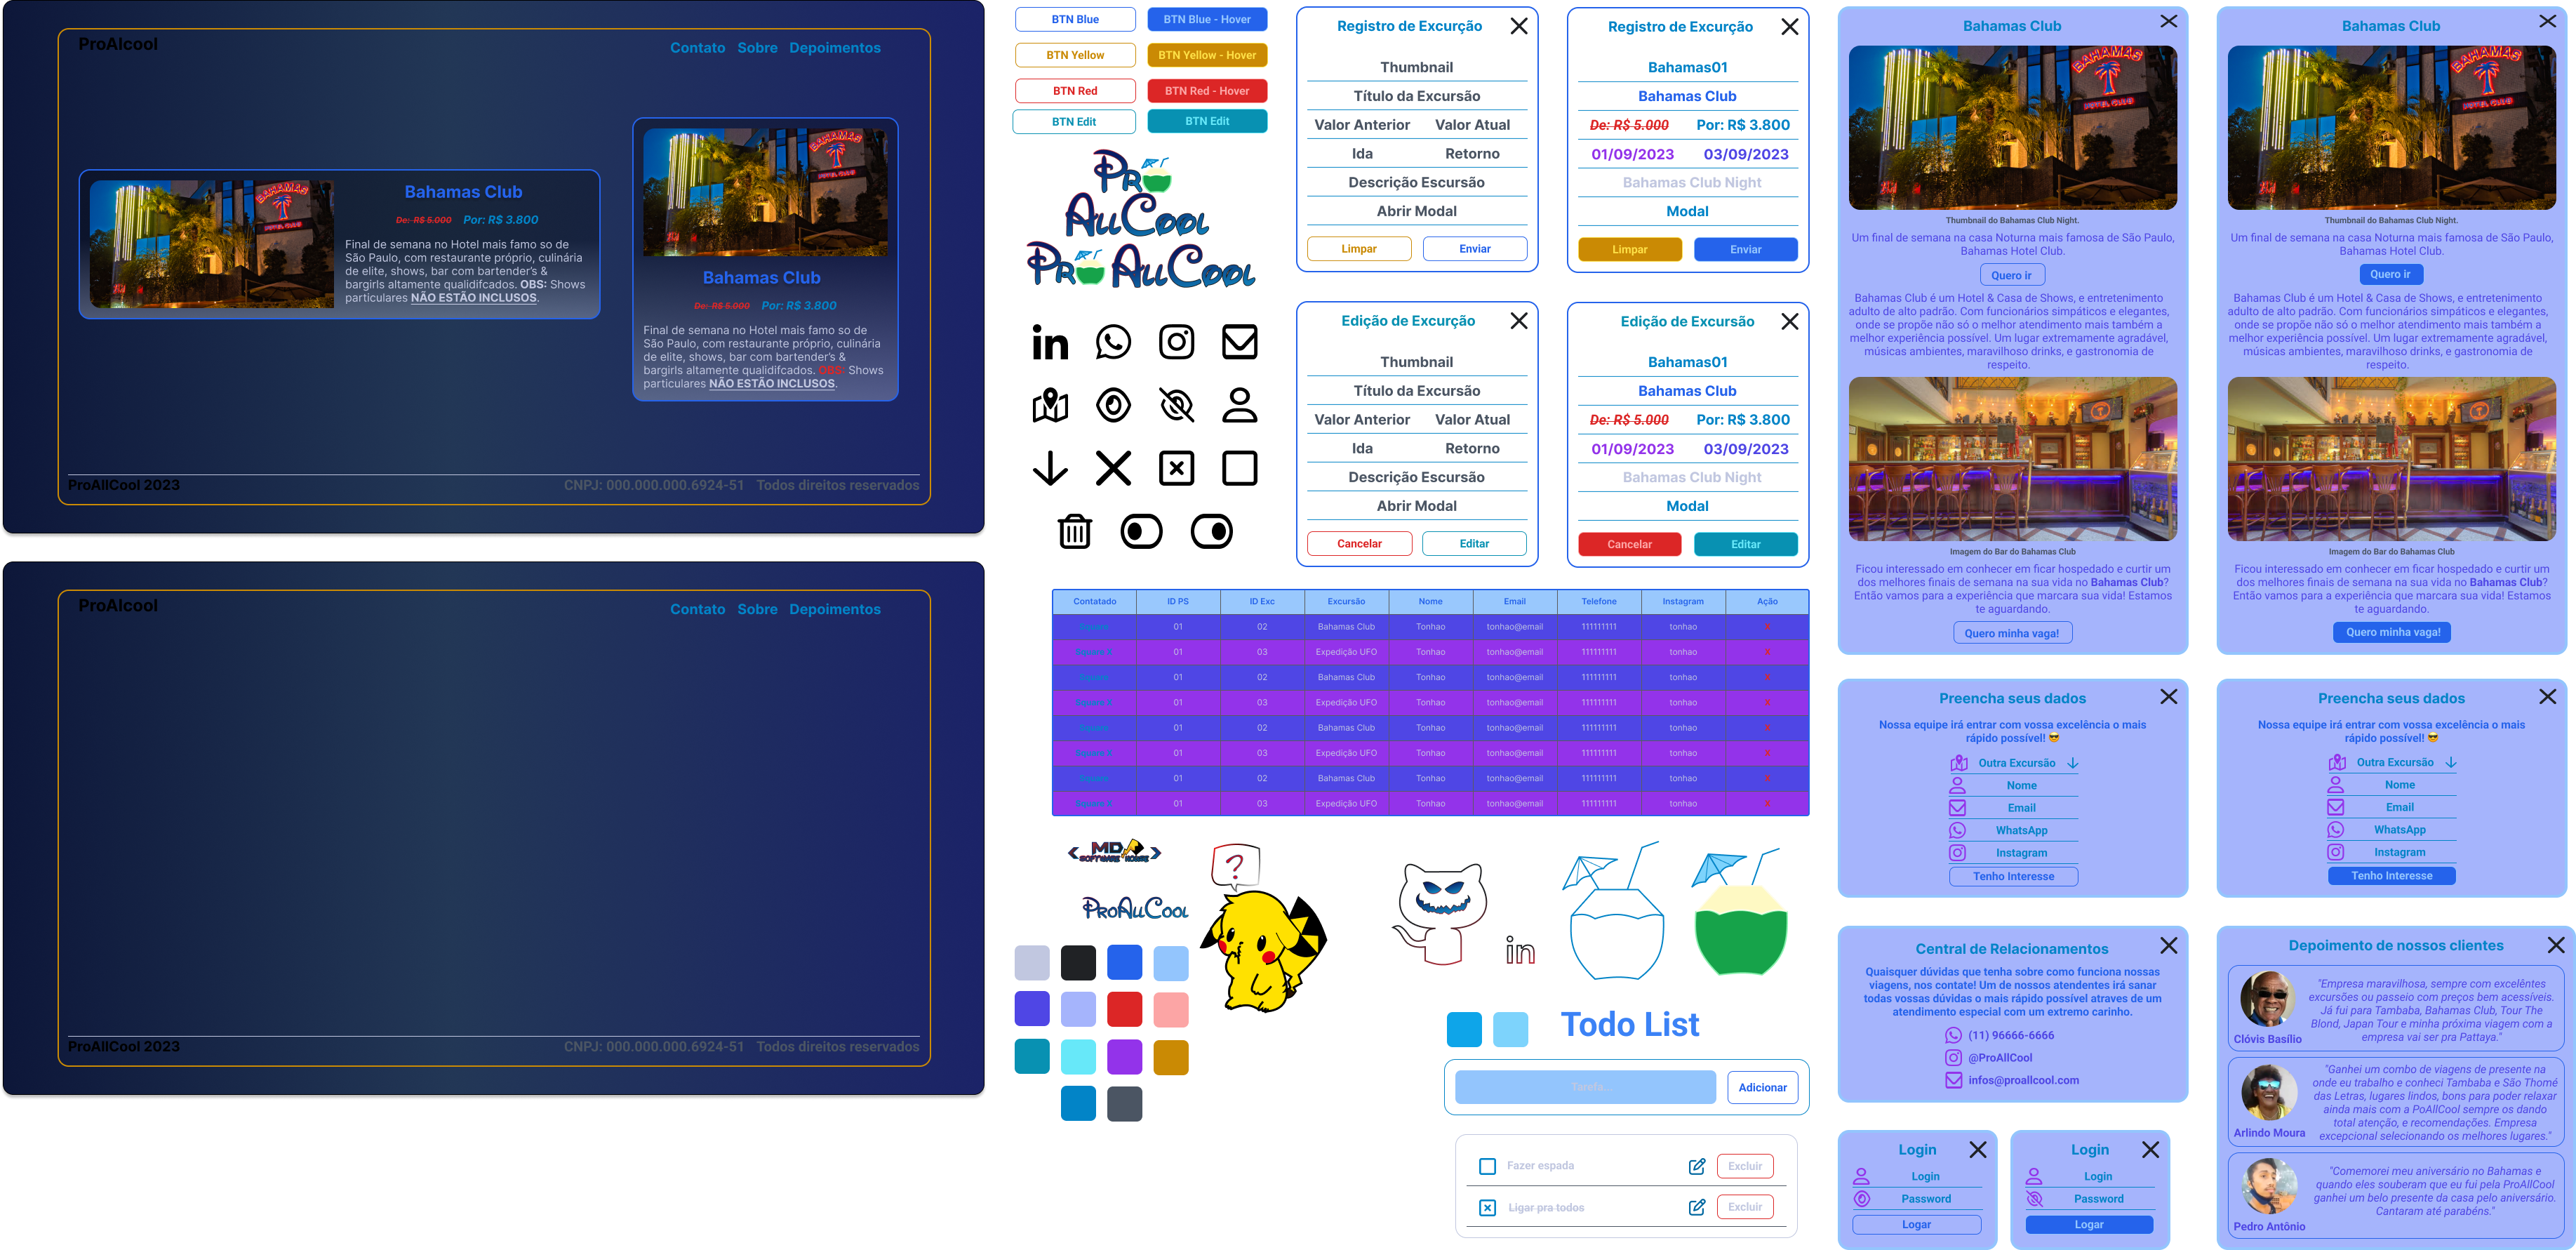 ProAlcool
Contato Sobre Depoimentos
Bahamas Club
De: R$ 5.000 Por: R$ 3.800
Final de semana no Hotel mais famo so de
São Paulo, com restaurante próprio, culinária
de elite, shows, bar com bartender's &
bargirls altamente qualidifcados. OBS: Shows
particulares NÃO ESTÃO INCLUSOS.
BAHAMAS
HOTEL CLUB
Bahamas Club
De: R$ 5.000 Por: R$ 3.800
Final de semana no Hotel mais famo so de
São Paulo, com restaurante próprio, culinária
de elite, shows, bar com bartender's &
bargirls altamente qualidifcados. OBS: Shows
particulares NÃO ESTÃO INCLUSOS.
BAHAMAS
HOTEL CLUB
ProAllCool 2023
CNPJ: 000.000.000.6924-51 Todos direitos reservados
ProAlcool
Contato Sobre Depoimentos
ProAllCool 2023
CNPJ: 000.000.000.6924-51 Todos direitos reservados
BTN Blue
BTN Blue - Hover
BTN Yellow
BTN Yellow - Hover
BTN Red
BTN Red - Hover
BTN Edit
BTN Edit
Pro
AllCool
Pro AllCool
in
Registro de Excurção
Thumbnail
Título da Excursão
Valor Anterior Valor Atual
Ida Retorno
Descrição Escursão
Abrir Modal
Limpar Enviar
Registro de Excurção
Bahamas01
Bahamas Club
De: R$ 5.000 Por: R$ 3.800
01/09/2023 03/09/2023
Bahamas Club Night
Modal
Limpar Enviar
Edição de Excurção
Thumbnail
Título da Excursão
Valor Anterior Valor Atual
Ida Retorno
Descrição Escursão
Abrir Modal
Cancelar Editar
Edição de Excursão
Bahamas01
Bahamas Club
De: R$ 5.000 Por: R$ 3.800
01/09/2023 03/09/2023
Bahamas Club Night
Modal
Cancelar Editar
Contatado ID PS ID Exc Excursão Nome Email Telefone Instagram Ação
Square 01 02 Bahamas Club Tonhao tonhao@email 111111111 tonhao X
Square X 01 03 Expedição UFO Tonhao tonhao@email 111111111 tonhao X
Square 01 02 Bahamas Club Tonhao tonhao@email 111111111 tonhao X
Square X 01 03 Expedição UFO Tonhao tonhao@email 111111111 tonhao X
Square 01 02 Bahamas Club Tonhao tonhao@email 111111111 tonhao X
Square X 01 03 Expedição UFO Tonhao tonhao@email 111111111 tonhao X
Square 01 02 Bahamas Club Tonhao tonhao@email 111111111 tonhao X
Square X 01 03 Expedição UFO Tonhao tonhao@email 111111111 tonhao X
MD
SOFTWARE HOUSE
?
ProAllCool
in
Todo List
Tarefa...
Adicionar
Fazer espada
Excluir
Ligar pra todos
Excluir
Bahamas Club
BAHAMAS
HOTEL CLUB
Thumbnail do Bahamas Club Night.
Um final de semana na casa Noturna mais famosa de São Paulo,
Bahamas Hotel Club.
Quero ir
Bahamas Club é um Hotel & Casa de Shows, e entretenimento
adulto de alto padrão. Com funcionários simpáticos e elegantes,
onde se propõe não só o melhor atendimento mais também a
melhor experiência possível. Um lugar extremamente agradável,
músicas ambientes, maravilhoso drinks, e gastronomia de
respeito.
Imagem do Bar do Bahamas Club
Ficou interessado em conhecer em ficar hospedado e curtir um
dos melhores finais de semana na sua vida no Bahamas Club?
Então vamos para a experiência que marcara sua vida! Estamos
te aguardando.
Quero minha vaga!
Bahamas Club
BAHAMAS
HOTEL CLUB
Thumbnail do Bahamas Club Night.
Um final de semana na casa Noturna mais famosa de São Paulo,
Bahamas Hotel Club.
Quero ir
Bahamas Club é um Hotel & Casa de Shows, e entretenimento
adulto de alto padrão. Com funcionários simpáticos e elegantes,
onde se propõe não só o melhor atendimento mais também a
melhor experiência possível. Um lugar extremamente agradável,
músicas ambientes, maravilhoso drinks, e gastronomia de
respeito.
Imagem do Bar do Bahamas Club
Ficou interessado em conhecer em ficar hospedado e curtir um
dos melhores finais de semana na sua vida no Bahamas Club?
Então vamos para a experiência que marcara sua vida! Estamos
te aguardando.
Quero minha vaga!
Preencha seus dados
Nossa equipe irá entrar com vossa excelência o mais
rápido possível! 😎
Outra Excursão
Nome
Email
WhatsApp
Instagram
Tenho Interesse
Preencha seus dados
Nossa equipe irá entrar com vossa excelência o mais
rápido possível! 😎
Outra Excursão
Nome
Email
WhatsApp
Instagram
Tenho Interesse
Central de Relacionamentos
Quaisquer dúvidas que tenha sobre como funciona nossas
viagens, nos contate! Um de nossos atendentes irá sanar
todas vossas dúvidas o mais rápido possível atraves de um
atendimento especial com um extremo carinho.
(11) 96666-6666
@ProAllCool
infos@proallcool.com
Login
Login
Password
Logar
Login
Login
Password
Logar
Depoimento de nossos clientes
"Empresa maravilhosa, sempre com excelêntes
excursões ou passeio com preços bem acessíveis.
Já fui para Tambaba, Bahamas Club, Tour The
Blond, Japan Tour e minha próxima viagem com a
empresa vai ser pra Pattaya."
Clóvis Basílio
"Ganhei um combo de viagens de presente na
onde eu trabalho e conheci Tambaba e São Thomé
das Letras, lugares lindos, bons para poder relaxar
ainda mais com a PoAllCool sempre os dando
total atenção, e recomendações. Empresa
excepcional selecionando os melhores lugares."
Arlindo Moura
"Comemorei meu aniversário no Bahamas e
quando eles souberam que eu fui pela ProAllCool
ganhei um belo presente da casa pelo aniversário.
Cantaram até parabéns."
Pedro Antônio